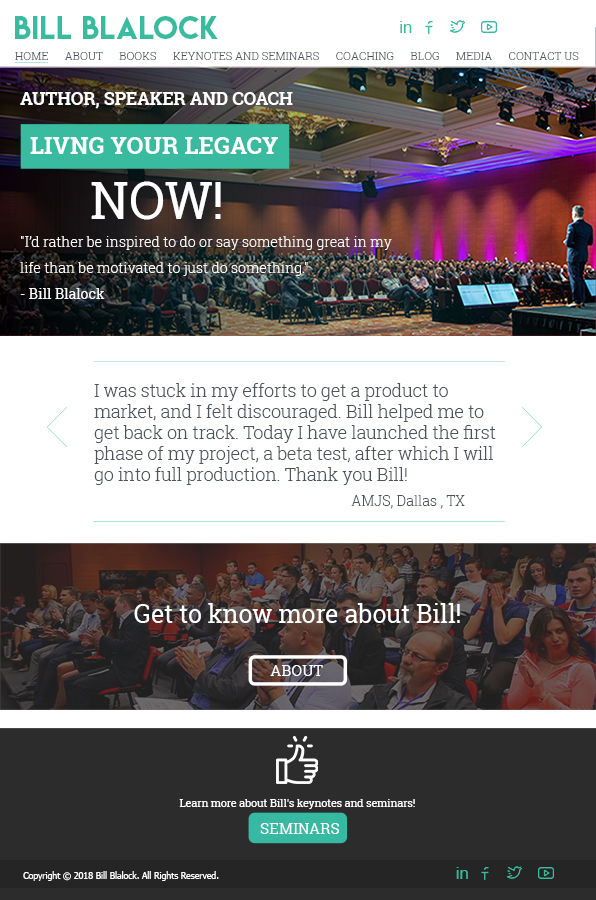 BILL BLALOCK
in f
HOME ABOUT BOOKS KEYNOTES AND SEMINARS COACHING BLOG MEDIA CONTACT US
AUTHOR, SPEAKER AND COACH
LIVNG YOUR LEGACY
NOW!
"I'd rather be inspired to do or say something great in my
life than be motivated to just do something."
- Bill Blalock
I was stuck in my efforts to get a product to
market, and I felt discouraged. Bill helped me to
get back on track. Today I have launched the first
phase of my project, a beta test, after which I will
go into full production. Thank you Bill!
AMJS, Dallas , TX
Get to know more about Bill!
ABOUT
Learn more about Bill's keynotes and seminars!
SEMINARS
Copyright © 2018 Bill Blalock. All Rights Reserved.
in f